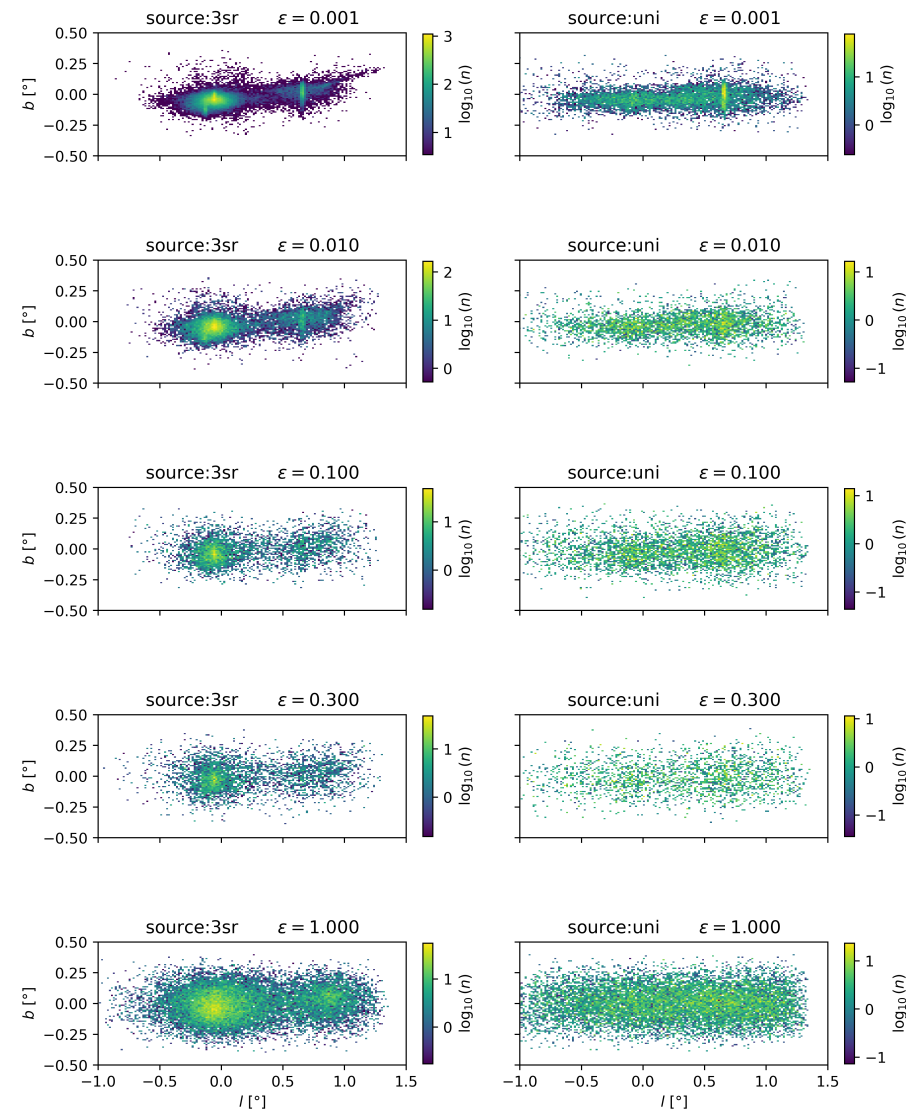 source:3sr ε = 0.001
source:uni ε = 0.001
0.50
0.25
0.00
−0.25
−0.50
b [°]
3
2
1
log₁₀ (n)
1
0
log₁₀ (n)
source:3sr ε = 0.010
source:uni ε = 0.010
0.50
0.25
0.00
−0.25
−0.50
b [°]
2
1
0
log₁₀ (n)
1
0
−1
log₁₀ (n)
source:3sr ε = 0.100
source:uni ε = 0.100
0.50
0.25
0.00
−0.25
−0.50
b [°]
1
0
log₁₀ (n)
1
0
−1
log₁₀ (n)
source:3sr ε = 0.300
source:uni ε = 0.300
0.50
0.25
0.00
−0.25
−0.50
b [°]
1
0
log₁₀ (n)
1
0
−1
log₁₀ (n)
source:3sr ε = 1.000
source:uni ε = 1.000
0.50
0.25
0.00
−0.25
−0.50
b [°]
1
0
log₁₀ (n)
1
0
−1
log₁₀ (n)
−1.0 −0.5 0.0 0.5 1.0 1.5
l [°]
−1.0 −0.5 0.0 0.5 1.0 1.5
l [°]